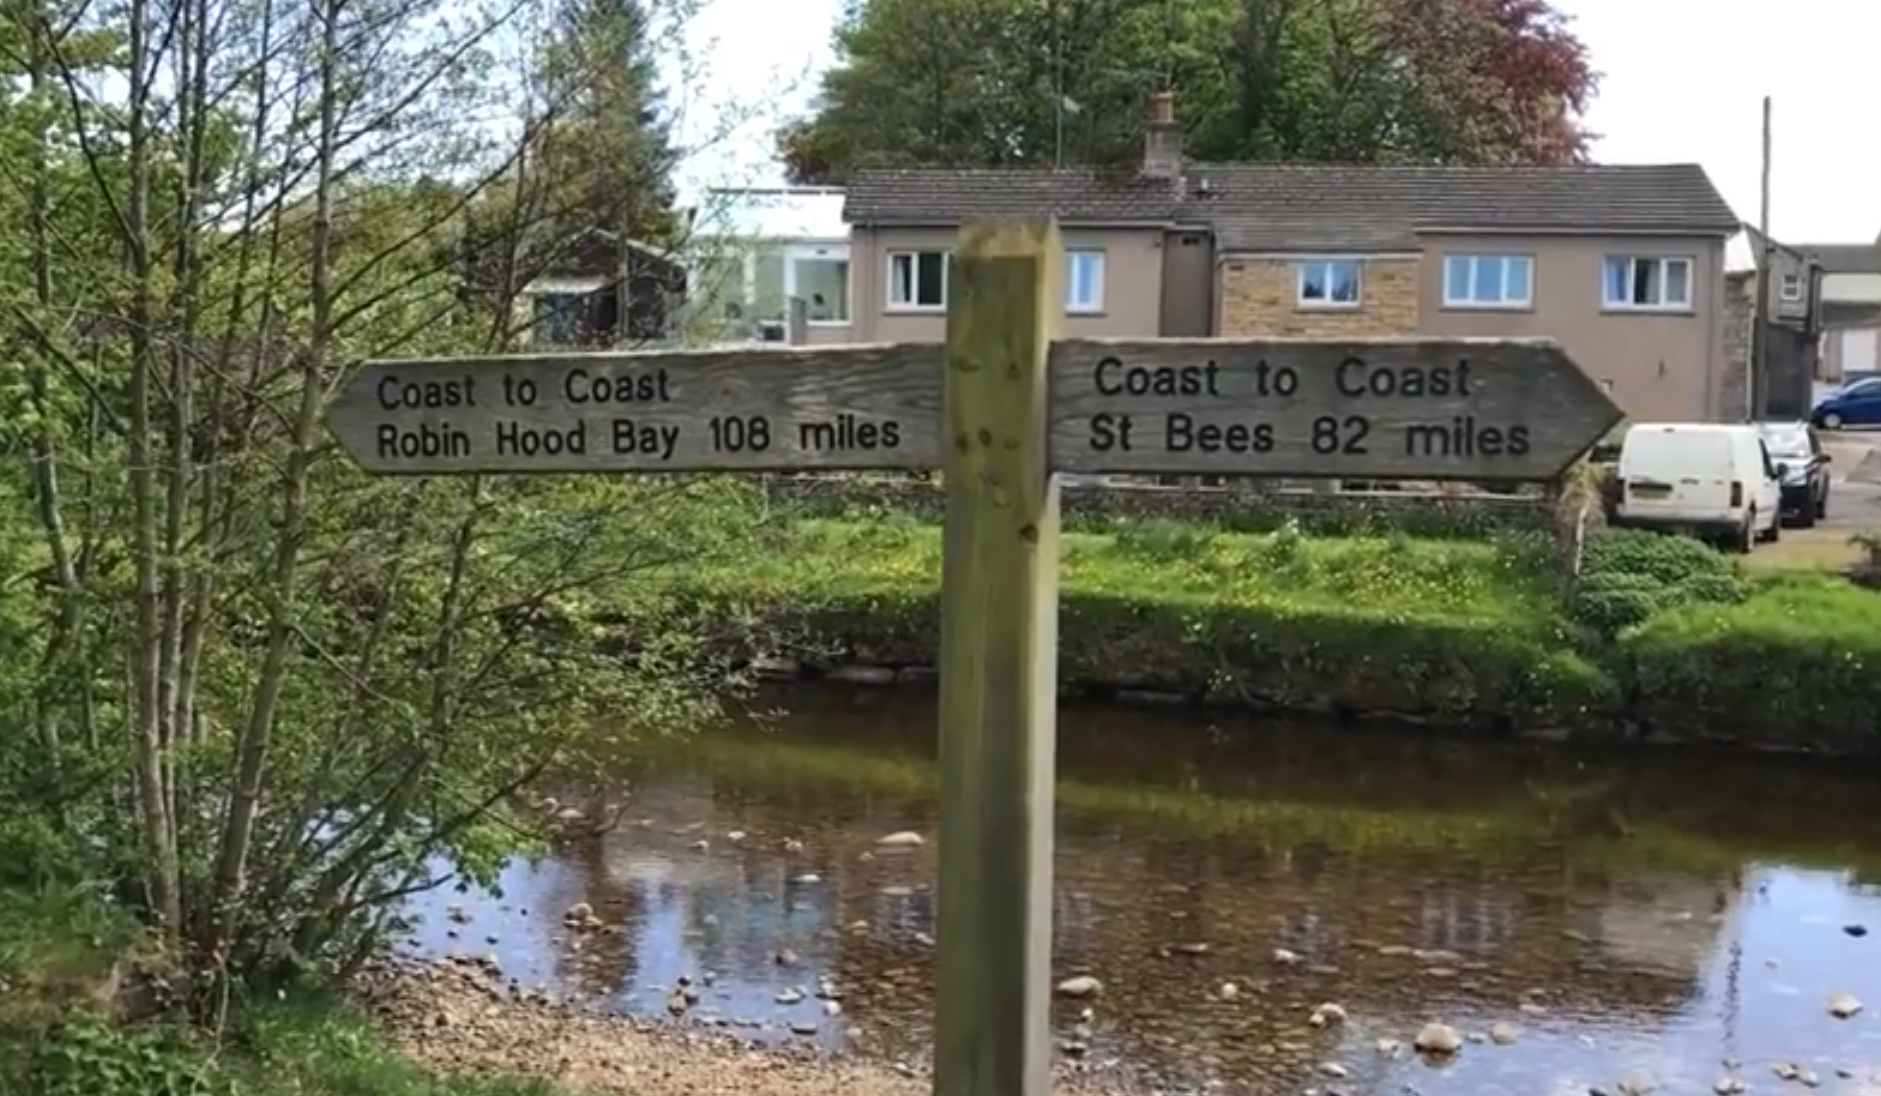 Coast to Coast
Robin Hood Bay 108 miles
Coast to Coast
St Bees 82 miles